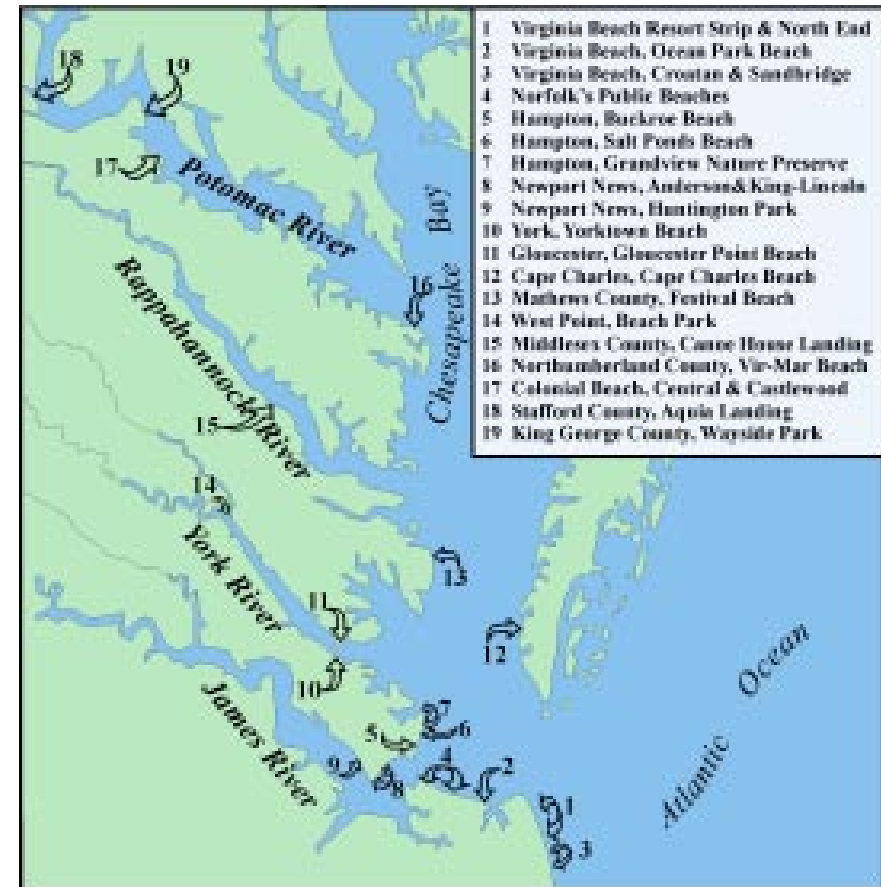 1 Virginia Beach Resort Strip & North End
2 Virginia Beach, Ocean Park Beach
3 Virginia Beach, Croatan & Sandbridge
4 Norfolk's Public Beaches
5 Hampton, Buckroe Beach
6 Hampton, Salt Ponds Beach
7 Hampton, Grandview Nature Preserve
8 Newport News, Anderson&King-Lincoln
9 Newport News, Huntington Park
10 York, Yorktown Beach
11 Gloucester, Gloucester Point Beach
12 Cape Charles, Cape Charles Beach
13 Mathews County, Festival Beach
14 West Point, Beach Park
15 Middlesex County, Canoe House Landing
16 Northumberland County, Vir-Mar Beach
17 Colonial Beach, Central & Castlewood
18 Stafford County, Aquia Landing
19 King George County, Wayside Park
18
19
17
Potomac River
Chesapeake Bay
16
Rappahannock River
15
14
York River
13
11
12
10
James River
7
6
5
4
9
8
2
1
3
Atlantic Ocean